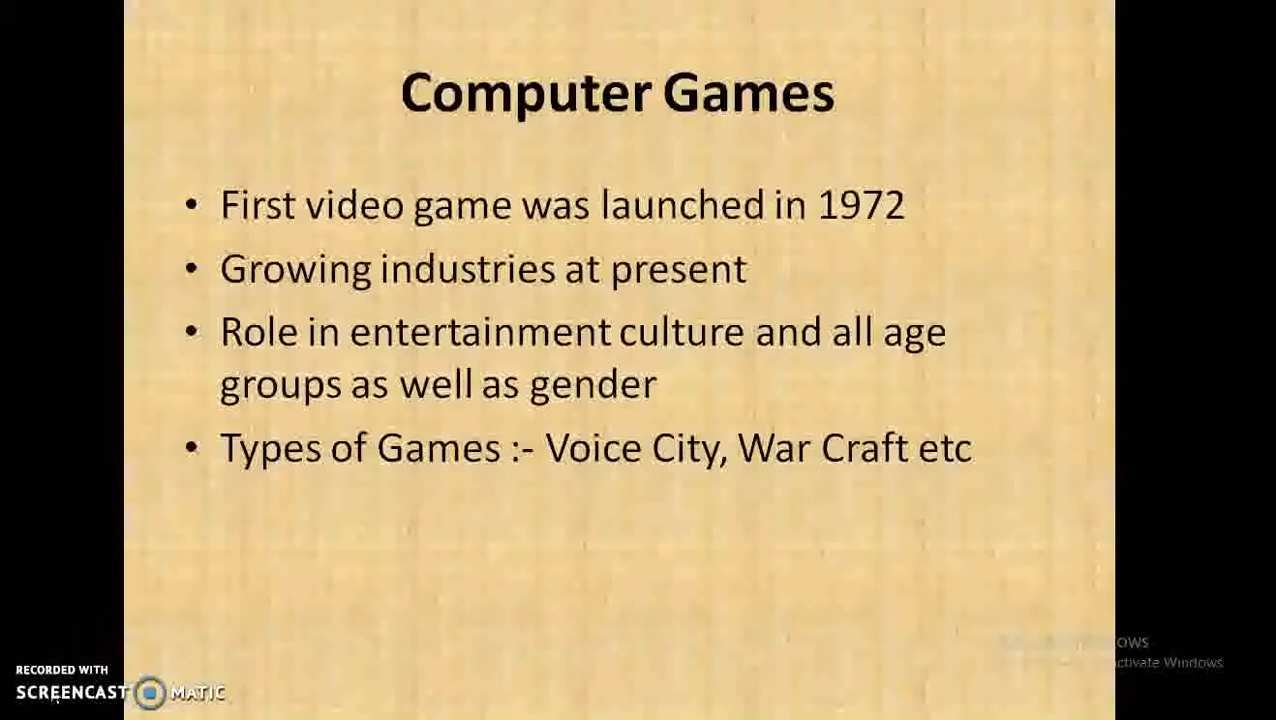 Computer Games
• First video game was launched in 1972
• Growing industries at present
• Role in entertainment culture and all age
groups as well as gender
• Types of Games :- Voice City, War Craft etc
RECORDED WITH
SCREENCAST MATIC
Windows